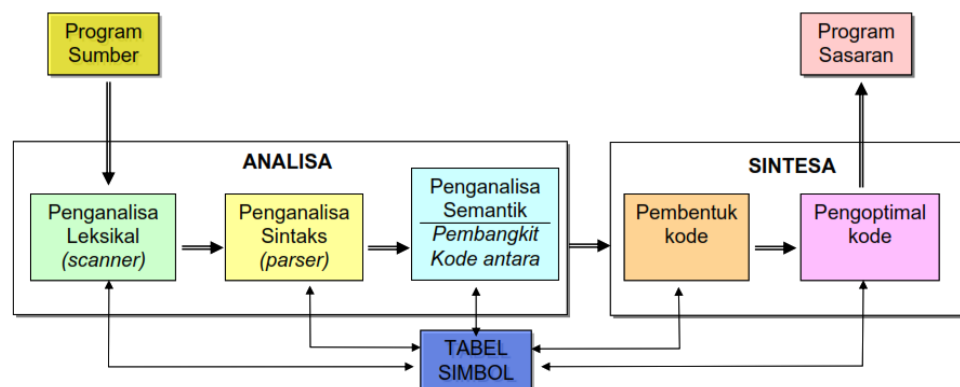 Program
Sumber
Program
Sasaran
ANALISA
SINTESA
Penganalisa
Leksikal
(scanner)
Penganalisa
Sintaks
(parser)
Penganalisa
Semantik
Pembangkit
Kode antara
Pembentuk
kode
Pengoptimal
kode
TABEL
SIMBOL